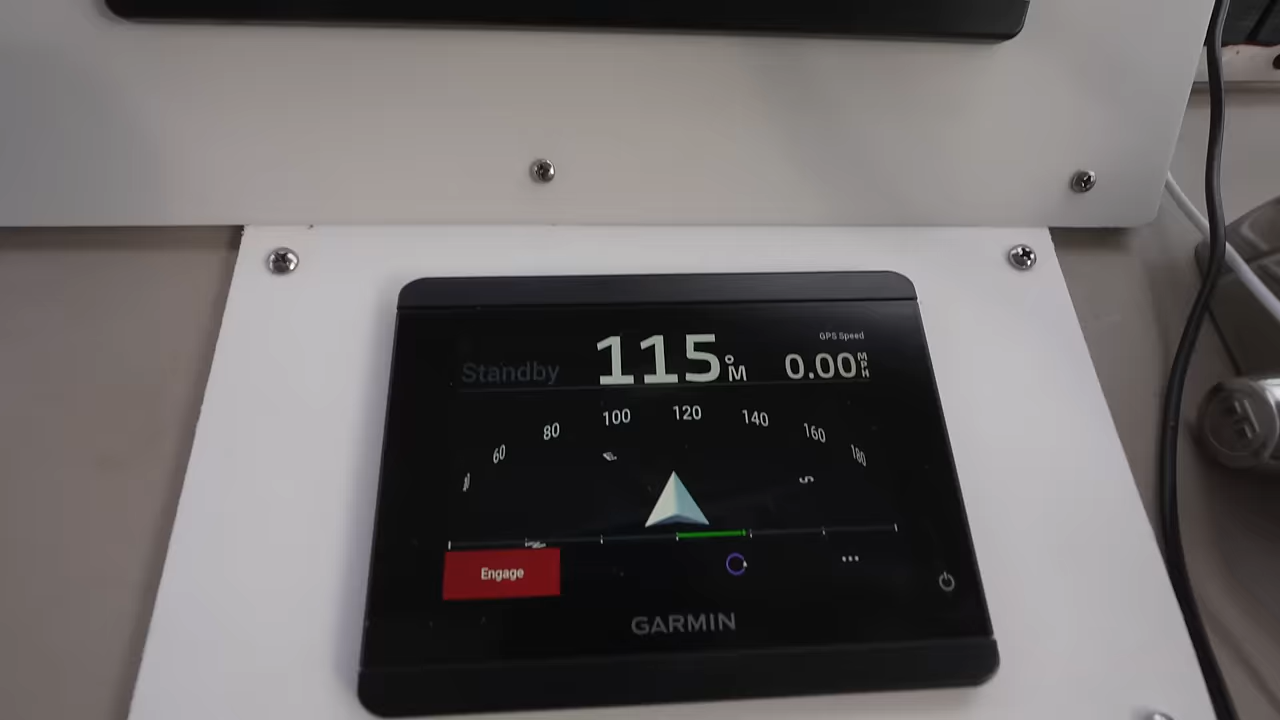 GPS Speed
Standby 115°M 0.00 MPH
60 80 100 120 140 160 180
E S
Engage
GARMIN